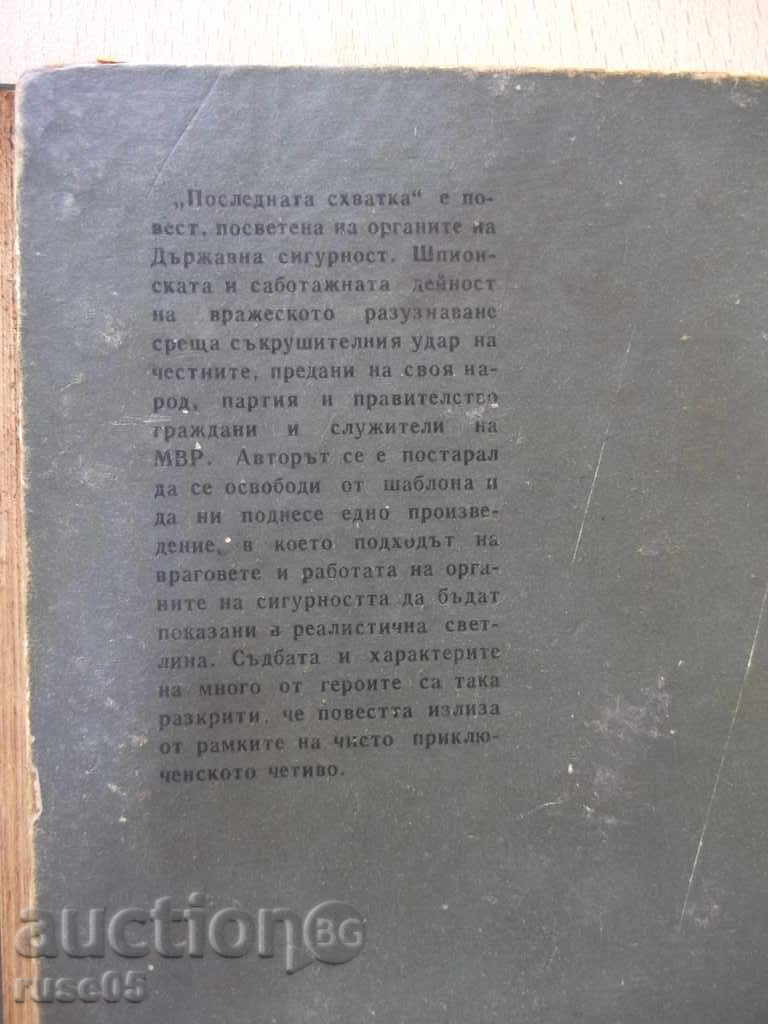 „Последната схватка“ е по-
вест, посветена на органите на
Държавна сигурност. Шпион-
ската и саботажната дейност
на вражеското разузнаване
среща съкрушителния удар на
честните, предани на своя на-
род, партия и правителство
граждани и служители на
МВР. Авторът се е постарал
да се освободи от шаблона и
да ни поднесе едно произве-
дение, в което подходът на
враговете и работата на орга-
ните на сигурността да бъдат
показани в реалистична свет-
лина. Съдбата и характерите
на много от героите са така
разкрити, че повестта излиза
от рамките на чисто приклю-
ченското четиво.
auction BG
ruse05